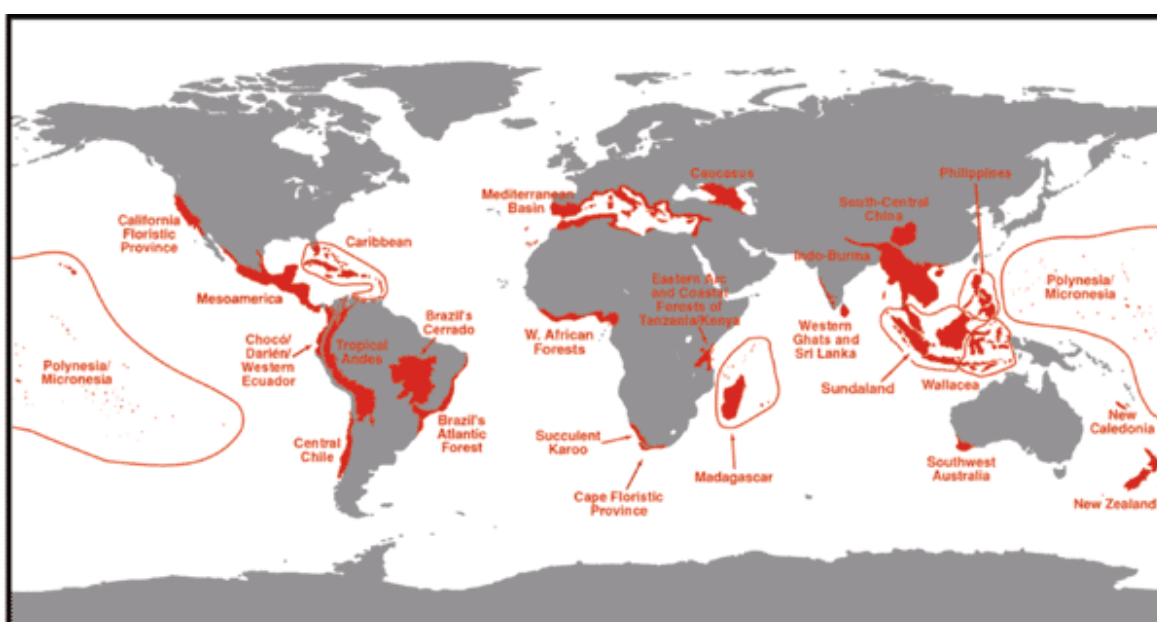 California
Floristic
Province
Caribbean
Mesoamerica
Polynesia/
Micronesia
Chocó/
Darién/
Western
Ecuador
Tropical
Andes
Brazil's
Cerrado
Brazil's
Atlantic
Forest
Central
Chile
Mediterranean
Basin
Caucasus
W. African
Forests
Eastern Arc
and Coastal
Forests of
Tanzania/Kenya
Succulent
Karoo
Cape Floristic
Province
Madagascar
Philippines
South-Central
China
Indo-Burma
Western
Ghats and
Sri Lanka
Sundaland
Wallacea
Polynesia/
Micronesia
New
Caledonia
Southwest
Australia
New Zealand